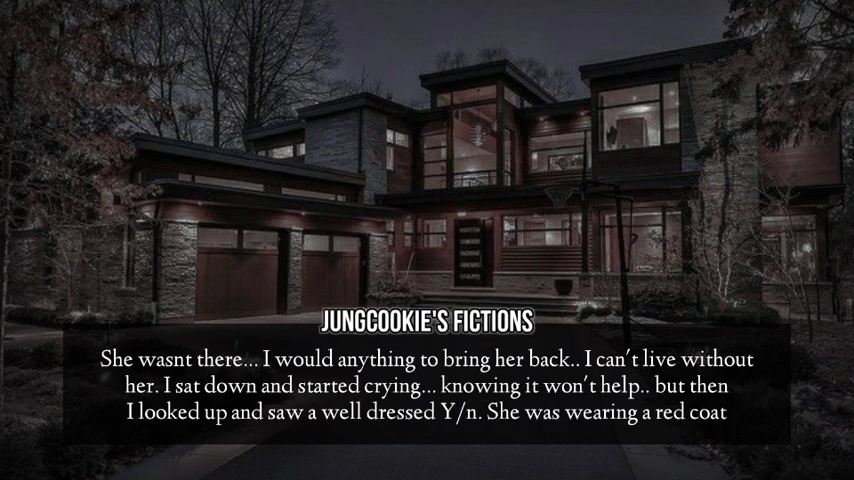 JUNGCOOKIE'S FICTIONS
She wasnt there... I would anything to bring her back.. I can't live without
her. I sat down and started crying... knowing it won't help.. but then
I looked up and saw a well dressed Y/n. She was wearing a red coat